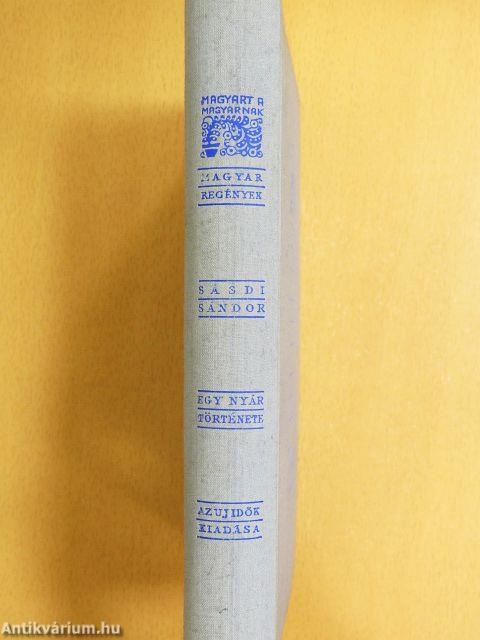 MAGYART A
MAGYARNAK
MAGYAR
REGÉNYEK
SÁSDI
SÁNDOR
EGY NYÁR
TÖRTÉNETE
AZ UJ IDŐK
KIADÁSA
Antikvárium.hu